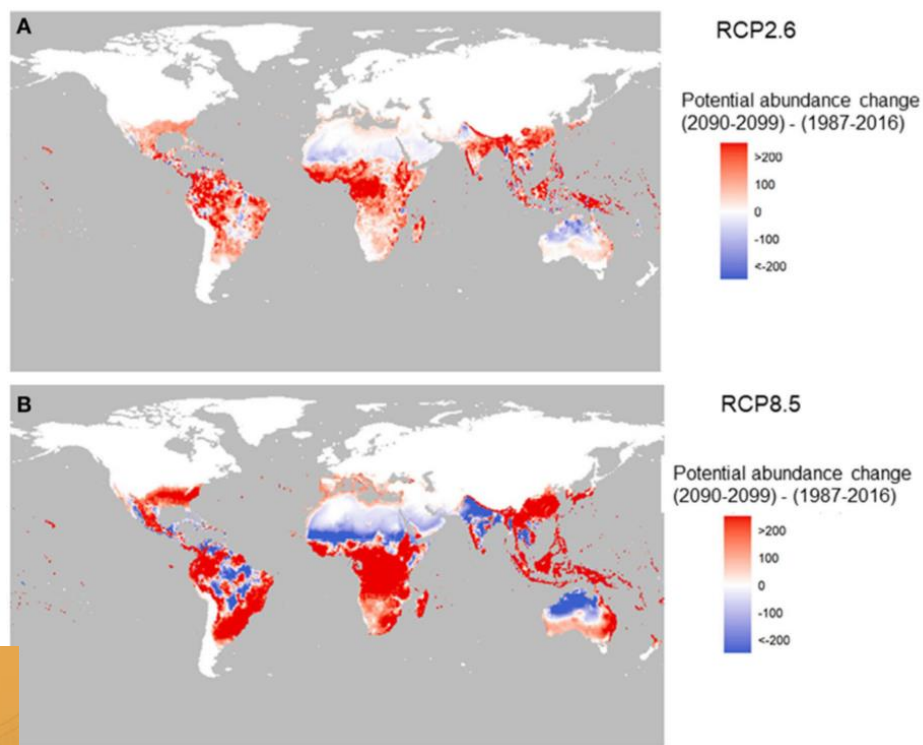 A
RCP2.6
Potential abundance change
(2090-2099) - (1987-2016)
>200
100
0
-100
<-200
B
RCP8.5
Potential abundance change
(2090-2099) - (1987-2016)
>200
100
0
-100
<-200